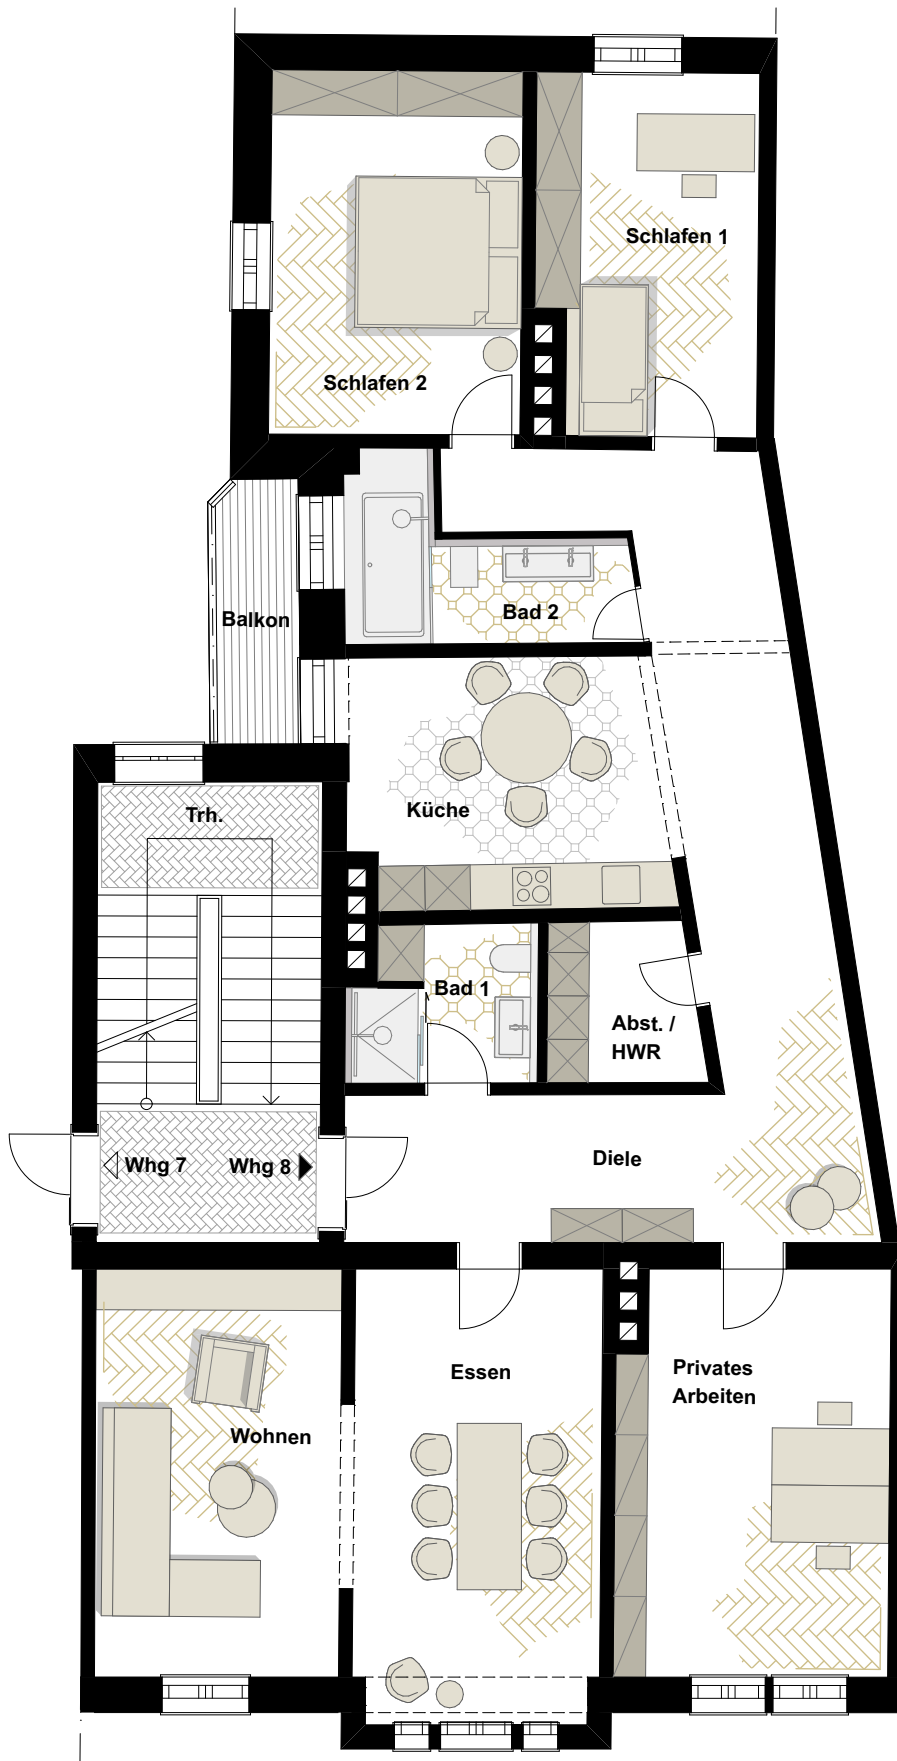 Schlafen 1
Schlafen 2
Bad 2
Balkon
Küche
Trh.
Bad 1
Abst. /
HWR
Diele
Whg 7
Whg 8
Essen
Privates
Arbeiten
Wohnen